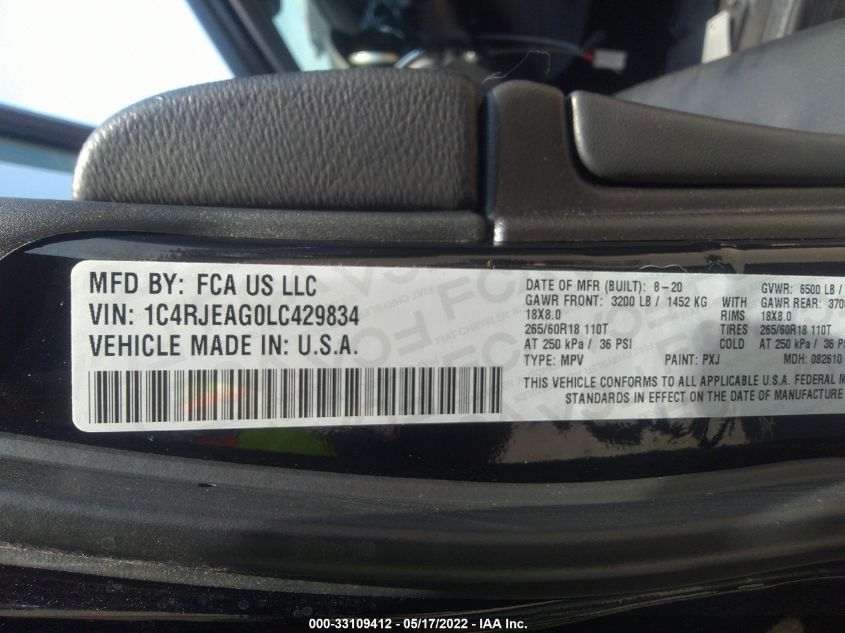 MFD BY: FCA US LLC
VIN: 1C4RJEAG0LC429834
VEHICLE MADE IN: U.S.A.
DATE OF MFR (BUILT): 8-20 GVWR: 6500 LB /
GAWR FRONT: 3200 LB / 1452 KG WITH GAWR REAR: 370
18X8.0 RIMS 18X8.0
265/60R18 110T TIRES 265/60R18 110T
AT 250 kPa / 36 PSI COLD AT 250 kPa / 36 PS
TYPE: MPV PAINT: PXJ MDH: 082610
THIS VEHICLE CONFORMS TO ALL APPLICABLE U.S.A. FEDERAL M
STANDARDS IN EFFECT ON THE DATE OF MANUFACTURE
000-33109412 - 05/17/2022 - IAA Inc.